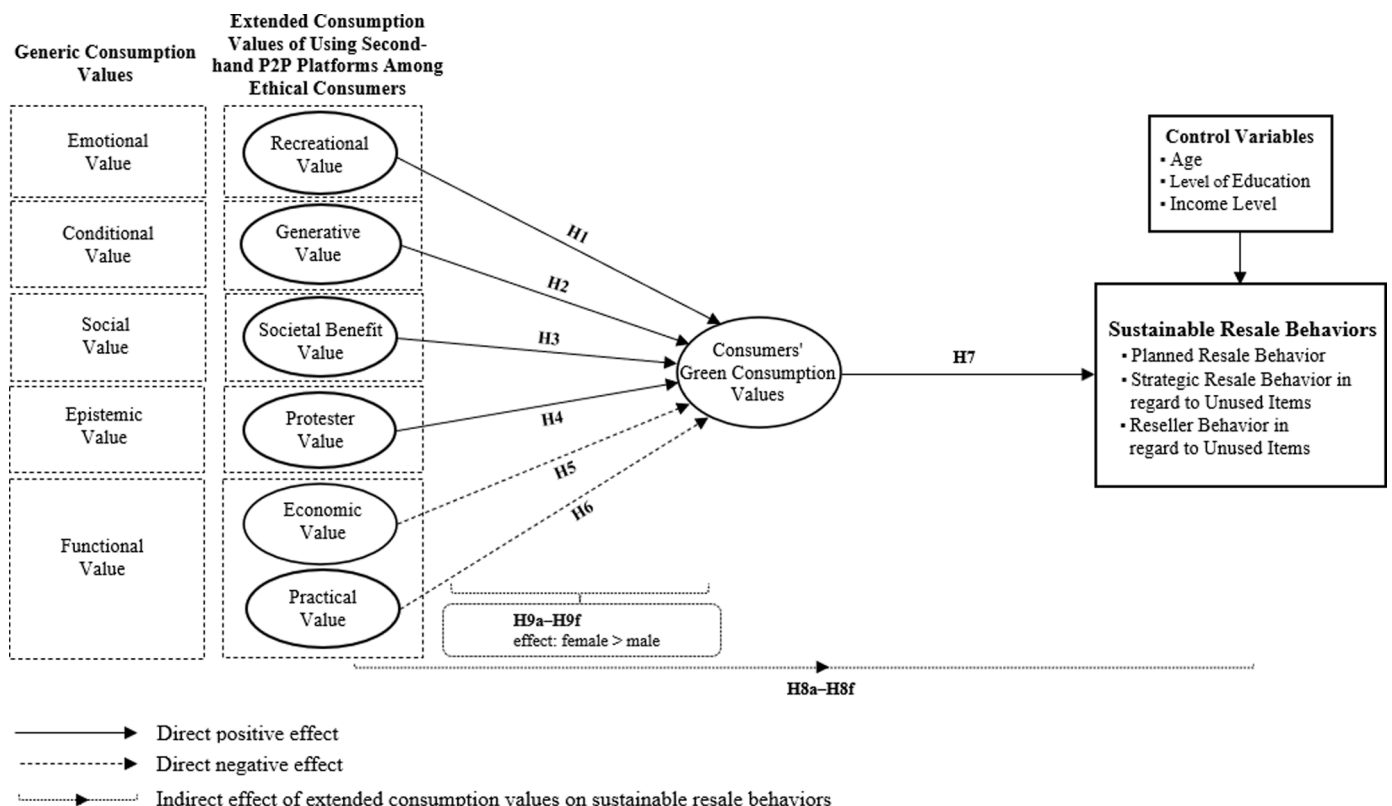 Generic Consumption
Values
Extended Consumption
Values of Using Second-
hand P2P Platforms Among
Ethical Consumers
Emotional
Value
Recreational
Value
Conditional
Value
Generative
Value
Social
Value
Societal Benefit
Value
Epistemic
Value
Protester
Value
Functional
Value
Economic
Value
Practical
Value
H1
H2
H3
H4
H5
H6
Consumers'
Green Consumption
Values
H7
Control Variables
▪ Age
▪ Level of Education
▪ Income Level
Sustainable Resale Behaviors
▪ Planned Resale Behavior
▪ Strategic Resale Behavior in
regard to Unused Items
▪ Reseller Behavior in
regard to Unused Items
H9a–H9f
effect: female > male
H8a–H8f
Direct positive effect
Direct negative effect
Indirect effect of extended consumption values on sustainable resale behaviors